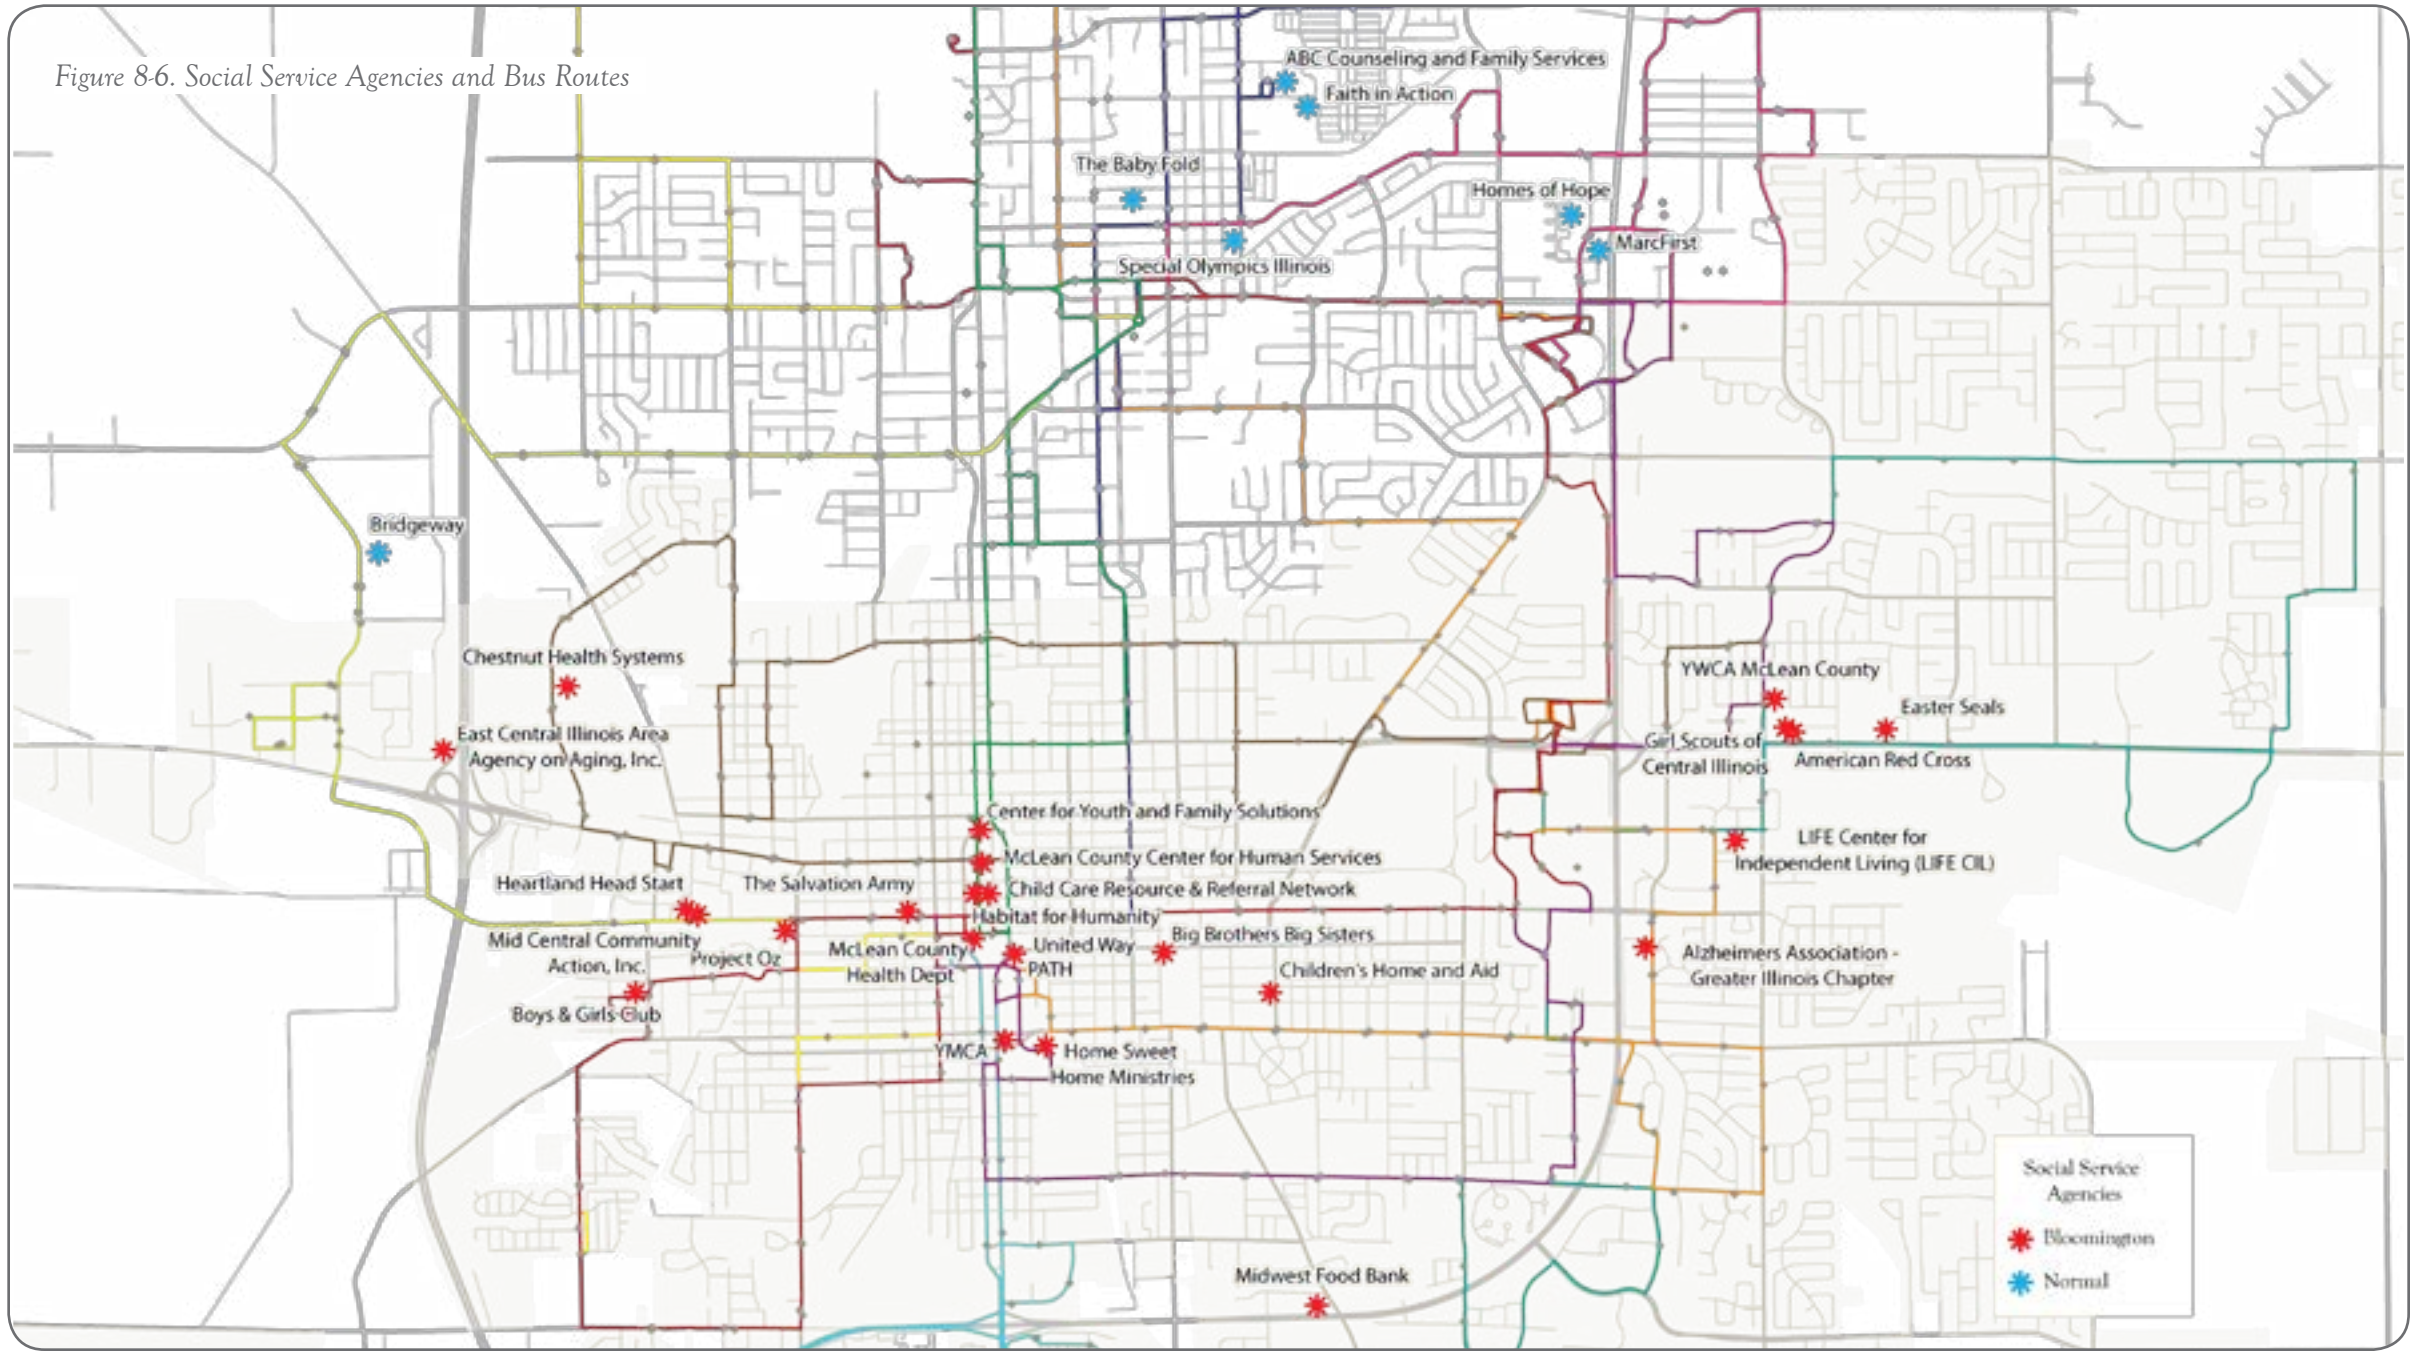 Figure 8-6. Social Service Agencies and Bus Routes
ABC Counseling and Family Services
Faith in Action
The Baby Fold
Homes of Hope
MarcFirst
Special Olympics Illinois
Bridgeway
Chestnut Health Systems
YWCA McLean County
Easter Seals
East Central Illinois Area
Agency on Aging, Inc.
Girl Scouts of
Central Illinois
American Red Cross
Center for Youth and Family Solutions
LIFE Center for
Independent Living (LIFE CIL)
McLean County Center for Human Services
Heartland Head Start
The Salvation Army
Child Care Resource & Referral Network
Habitat for Humanity
Mid Central Community
Action, Inc.
Project Oz
McLean County
Health Dept
United Way
PATH
Big Brothers Big Sisters
Children's Home and Aid
Alzheimers Association -
Greater Illinois Chapter
Boys & Girls Club
YMCA
Home Sweet
Home Ministries
Midwest Food Bank
Social Service
Agencies
Bloomington
Normal